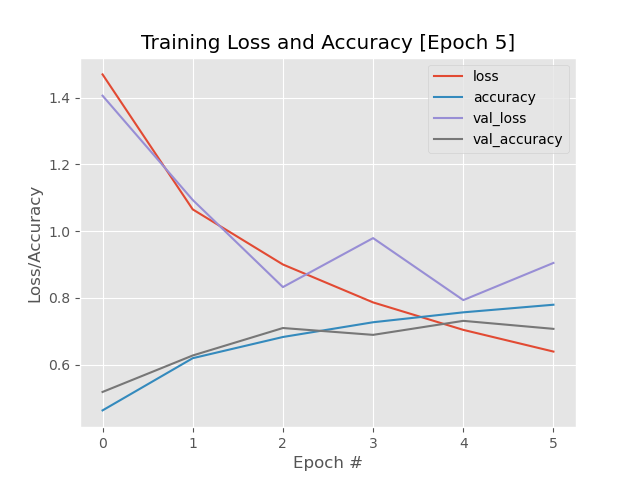 Training Loss and Accuracy [Epoch 5]
loss
accuracy
val_loss
val_accuracy
Loss/Accuracy
1.4
1.2
1.0
0.8
0.6
0 1 2 3 4 5
Epoch #